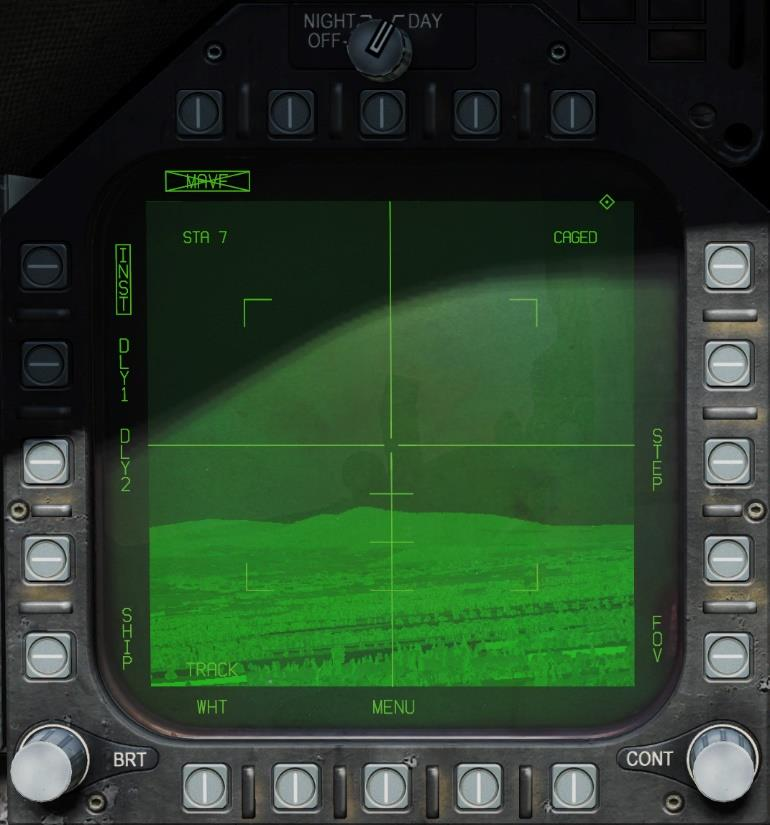 NIGHT DAY
OFF
MAVF
STA 7 CAGED
INST
DLY1
DLY2
STEP
SHIP
FOV
TRACK
WHT MENU
BRT CONT